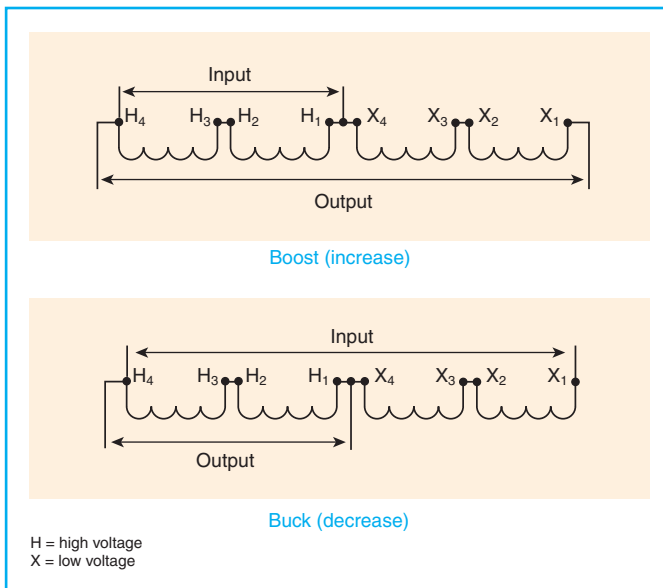 Input
H₄ H₃ H₂ H₁ X₄ X₃ X₂ X₁
Output
Boost (increase)
Input
H₄ H₃ H₂ H₁ X₄ X₃ X₂ X₁
Output
Buck (decrease)
H = high voltage
X = low voltage